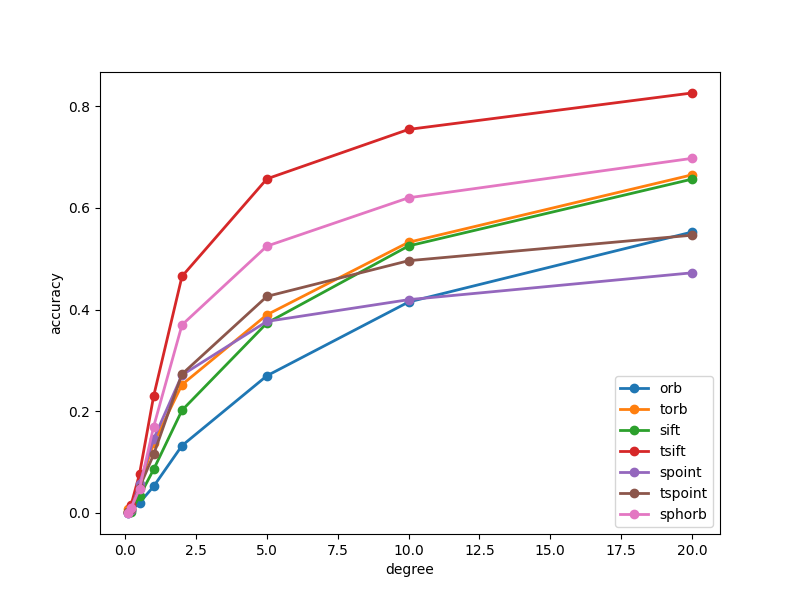 0.8
0.6
0.4
0.2
0.0
accuracy
0.0 2.5 5.0 7.5 10.0 12.5 15.0 17.5 20.0
degree
orb
torb
sift
tsift
spoint
tspoint
sphorb